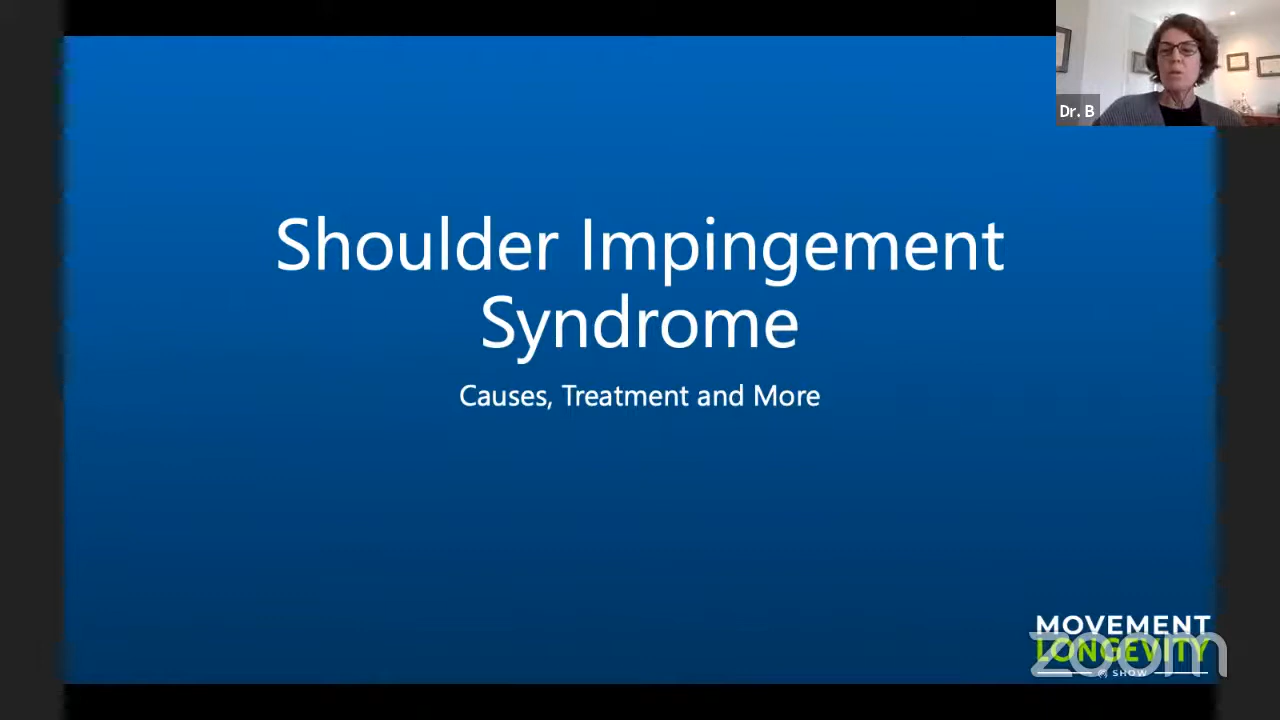 Dr. B
Shoulder Impingement
Syndrome
Causes, Treatment and More
MOVEMENT
LONGEVITY
SHOW
zoom